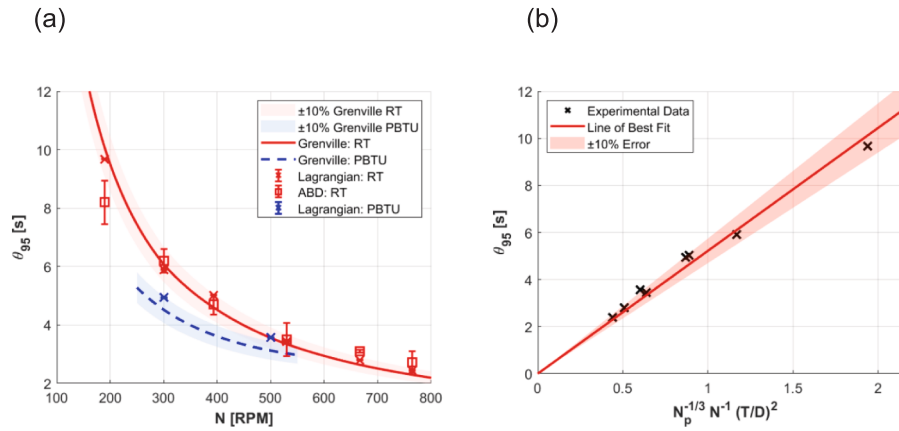 (a)
12
10
8
6
4
2
θ95 [s]
100 200 300 400 500 600 700 800
N [RPM]
±10% Grenville RT
±10% Grenville PBTU
Grenville: RT
Grenville: PBTU
Lagrangian: RT
ABD: RT
Lagrangian: PBTU
(b)
12
10
8
6
4
2
0
θ95 [s]
0 0.5 1 1.5 2
Np^-1/3 N^-1 (T/D)^2
Experimental Data
Line of Best Fit
±10% Error